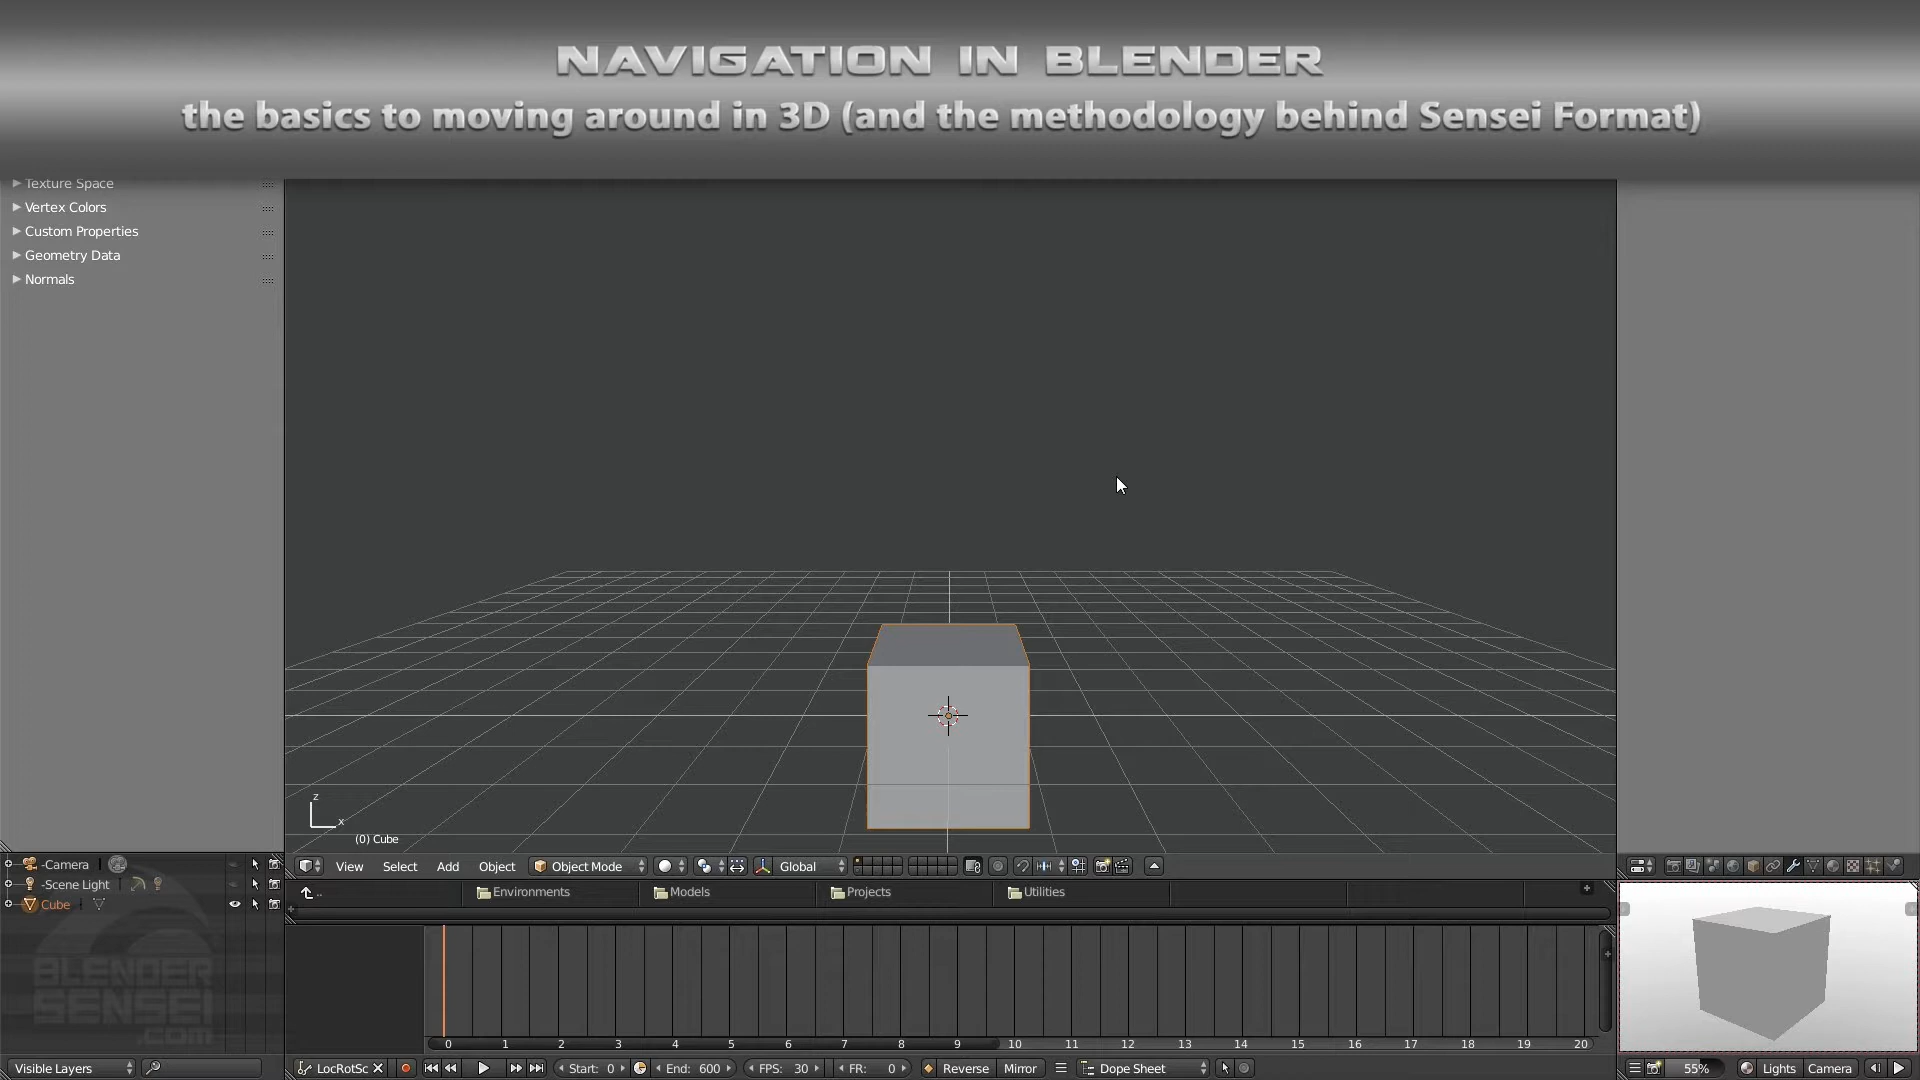 NAVIGATION IN BLENDER
the basics to moving around in 3D (and the methodology behind Sensei Format)
Texture Space
Vertex Colors
Custom Properties
Geometry Data
Normals
z
x
(0) Cube
-Camera
-Scene Light
Cube
View Select Add Object Object Mode Global
..
Environments Models Projects Utilities
BLENDER
SENSEI
.com
0 1 2 3 4 5 6 7 8 9 10 11 12 13 14 15 16 17 18 19 20
Visible Layers
LocRotSc Start: 0 End: 600 FPS: 30 FR: 0 Reverse Mirror Dope Sheet
55% Lights Camera